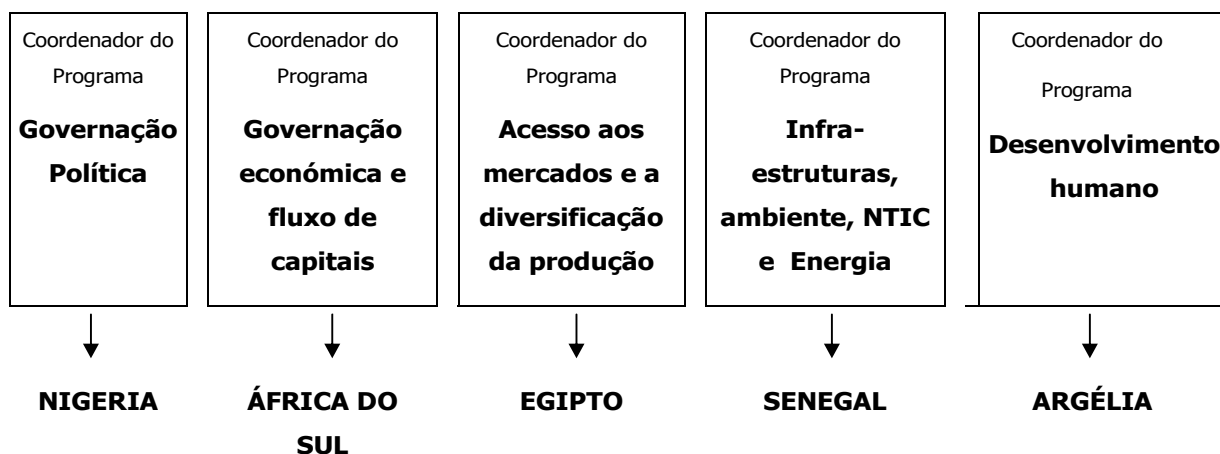 Coordenador do
Programa
Governação
Política
NIGERIA
Coordenador do
Programa
Governação
económica e
fluxo de
capitais
ÁFRICA DO
SUL
Coordenador do
Programa
Acesso aos
mercados e a
diversificação
da produção
EGIPTO
Coordenador do
Programa
Infra-
estruturas,
ambiente, NTIC
e Energia
SENEGAL
Coordenador do
Programa
Desenvolvimento
humano
ARGÉLIA